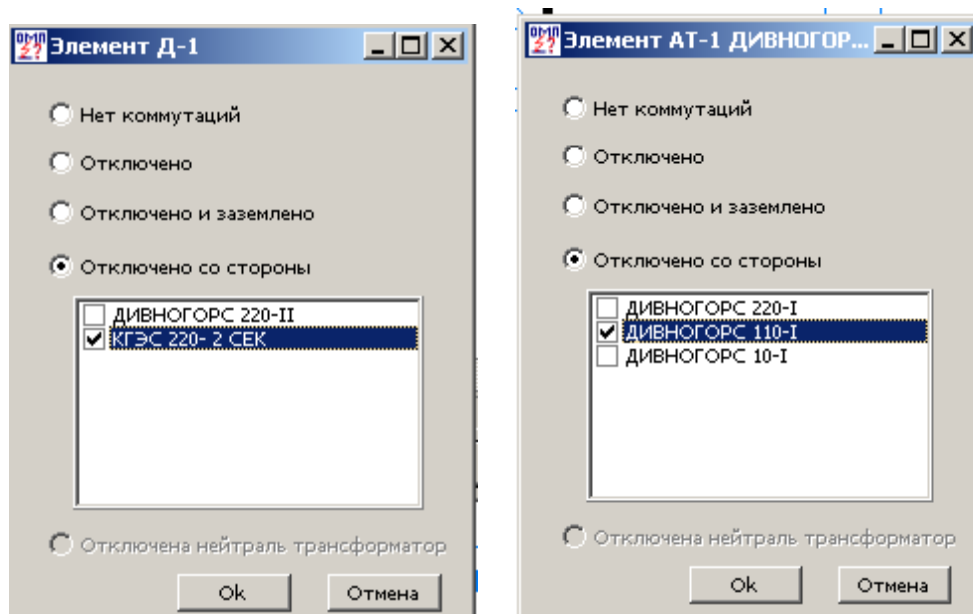 Элемент Д-1
Нет коммутаций
Отключено
Отключено и заземлено
Отключено со стороны
ДИВНОГОРС 220-II
КГЭС 220- 2 СЕК
Отключена нейтраль трансформатор
Ok Отмена
Элемент АТ-1 ДИВНОГОР...
Нет коммутаций
Отключено
Отключено и заземлено
Отключено со стороны
ДИВНОГОРС 220-I
ДИВНОГОРС 110-I
ДИВНОГОРС 10-I
Отключена нейтраль трансформатор
Ok Отмена